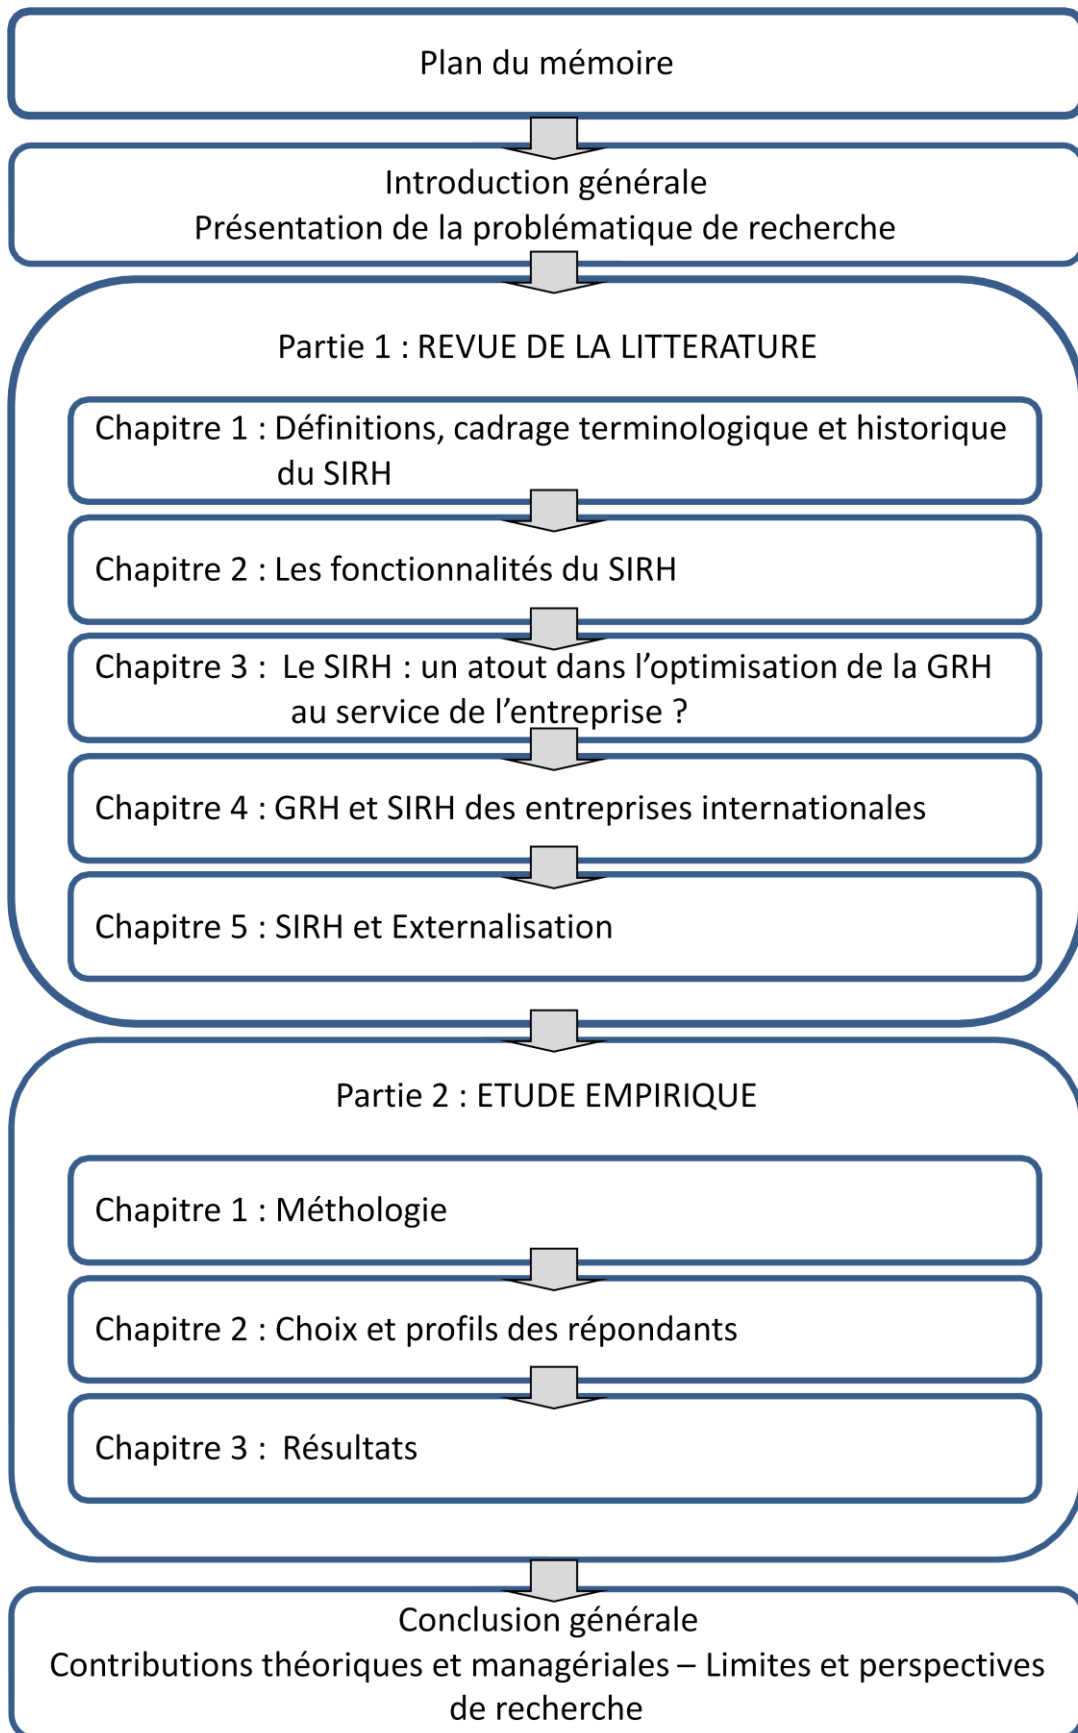 Plan du mémoire
Introduction générale
Présentation de la problématique de recherche
Partie 1 : REVUE DE LA LITTERATURE
Chapitre 1 : Définitions, cadrage terminologique et historique
du SIRH
Chapitre 2 : Les fonctionnalités du SIRH
Chapitre 3 : Le SIRH : un atout dans l’optimisation de la GRH
au service de l’entreprise ?
Chapitre 4 : GRH et SIRH des entreprises internationales
Chapitre 5 : SIRH et Externalisation
Partie 2 : ETUDE EMPIRIQUE
Chapitre 1 : Méthologie
Chapitre 2 : Choix et profils des répondants
Chapitre 3 : Résultats
Conclusion générale
Contributions théoriques et managériales – Limites et perspectives
de recherche